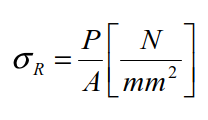 σ_R = P/A [N/mm²]